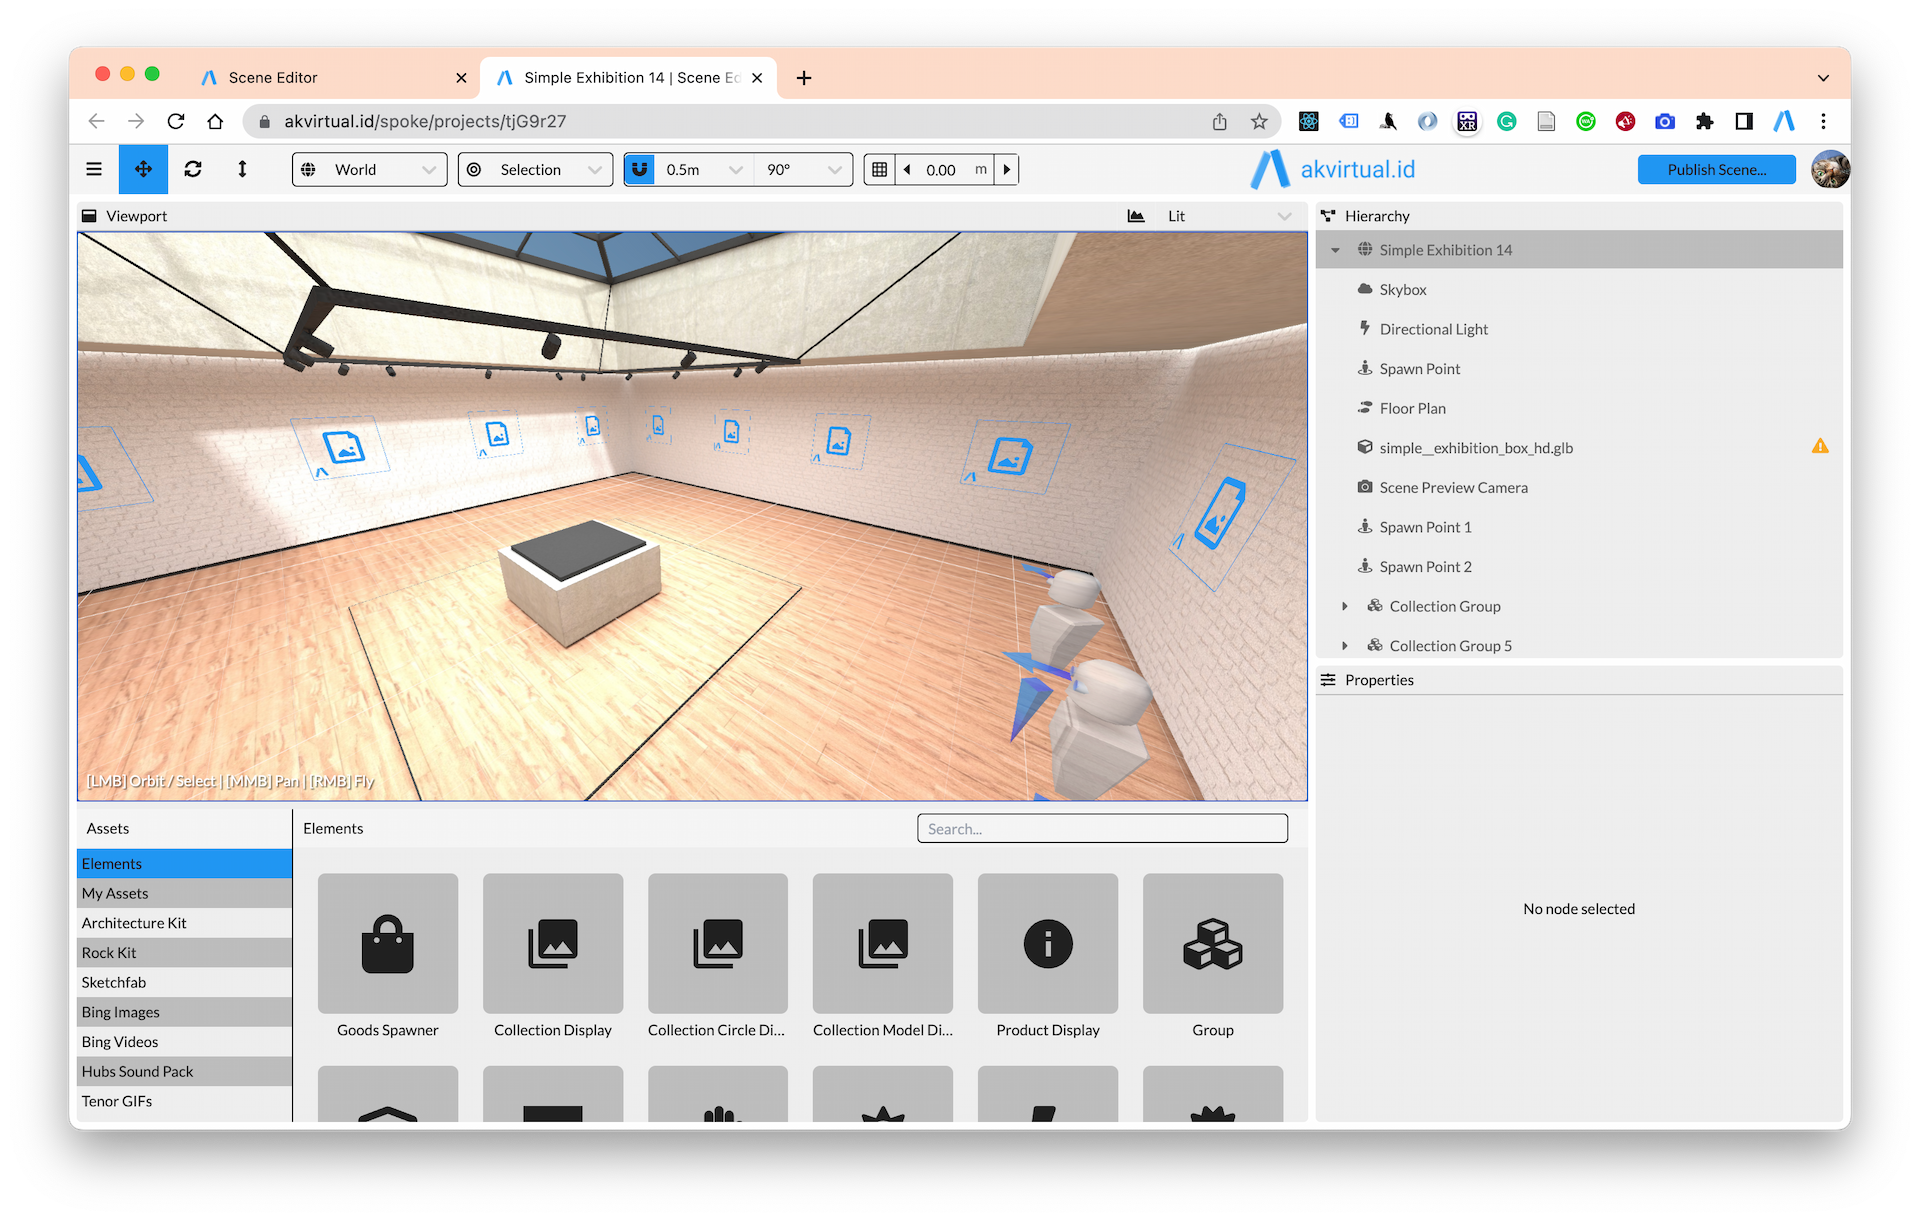 Scene Editor
Simple Exhibition 14 | Scene Ed
akvirtual.id/spoke/projects/tjG9r27
World
Selection
0.5m
90°
0.00 m
akvirtual.id
Publish Scene...
Viewport
Lit
[LMB] Orbit / Select | [MMB] Pan | [RMB] Fly
Hierarchy
Simple Exhibition 14
Skybox
Directional Light
Spawn Point
Floor Plan
simple__exhibition_box_hd.glb
Scene Preview Camera
Spawn Point 1
Spawn Point 2
Collection Group
Collection Group 5
Properties
No node selected
Assets
Elements
My Assets
Architecture Kit
Rock Kit
Sketchfab
Bing Images
Bing Videos
Hubs Sound Pack
Tenor GIFs
Elements
Search...
Goods Spawner
Collection Display
Collection Circle Di...
Collection Model Di...
Product Display
Group